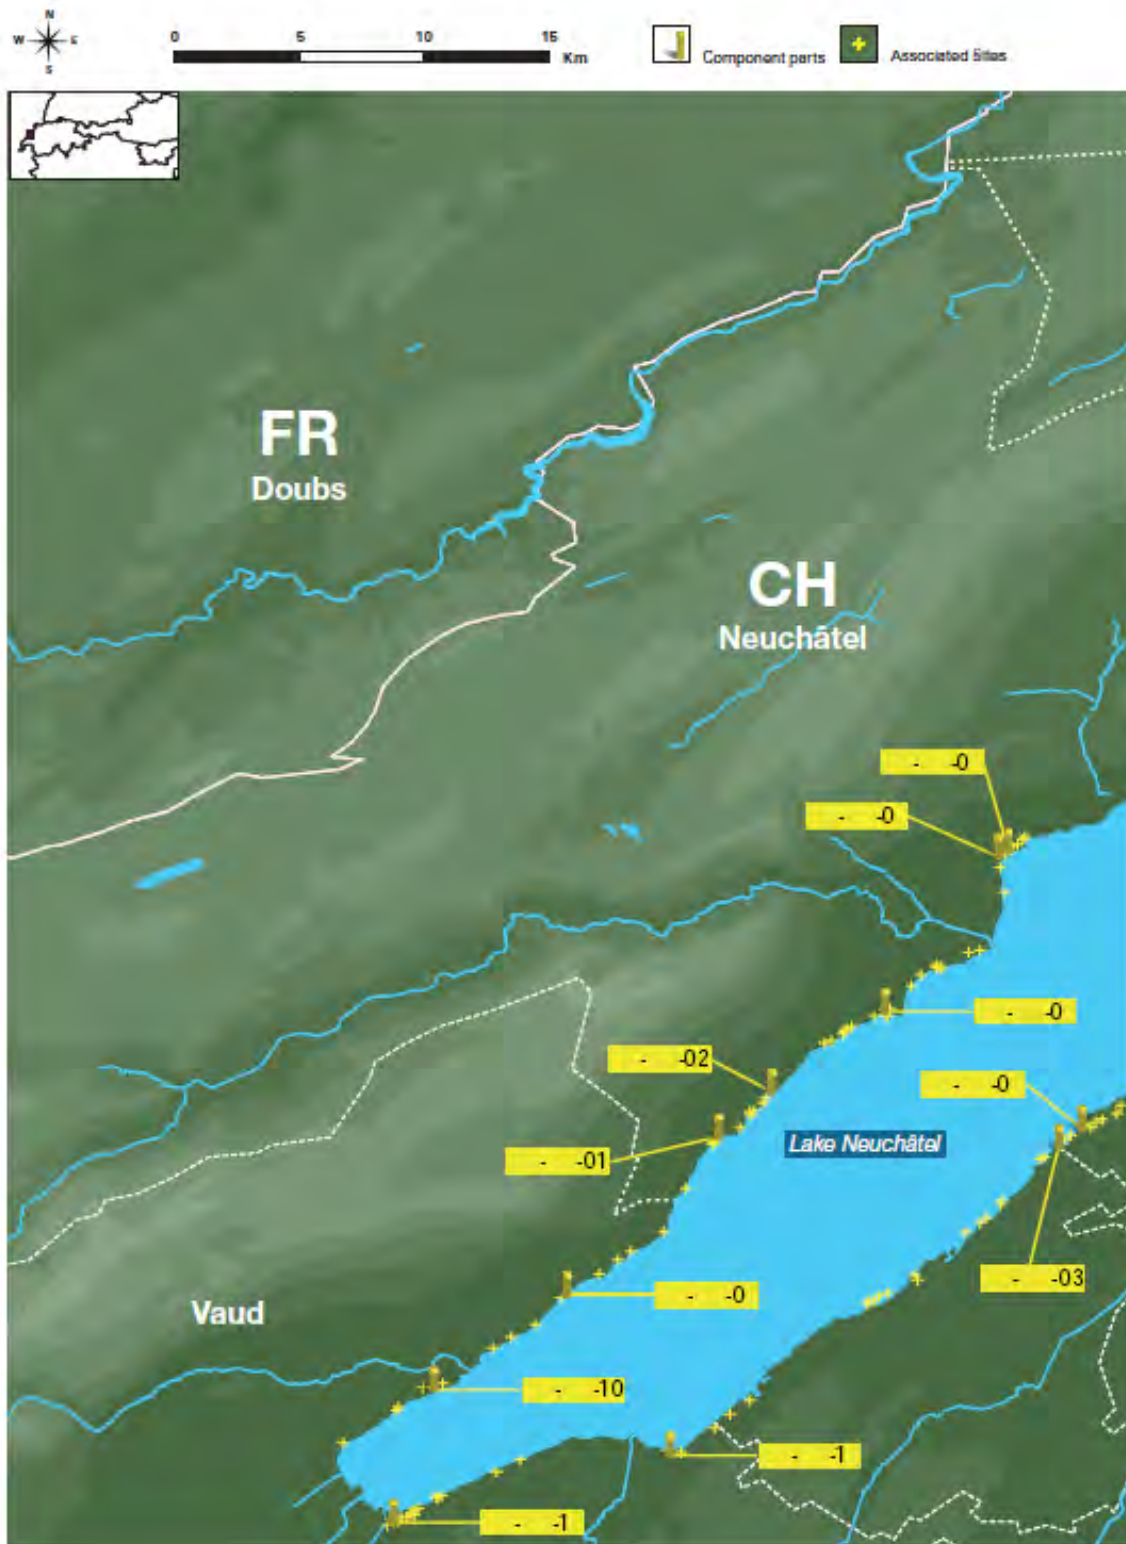 N
W E
S
0 5 10 15
Km
Component parts
Associated Sites
FR
Doubs
CH
Neuchâtel
- -0
- -0
- -0
- -02
- -0
Lake Neuchâtel
- -01
- -03
- -0
Vaud
- -10
- -1
- -1